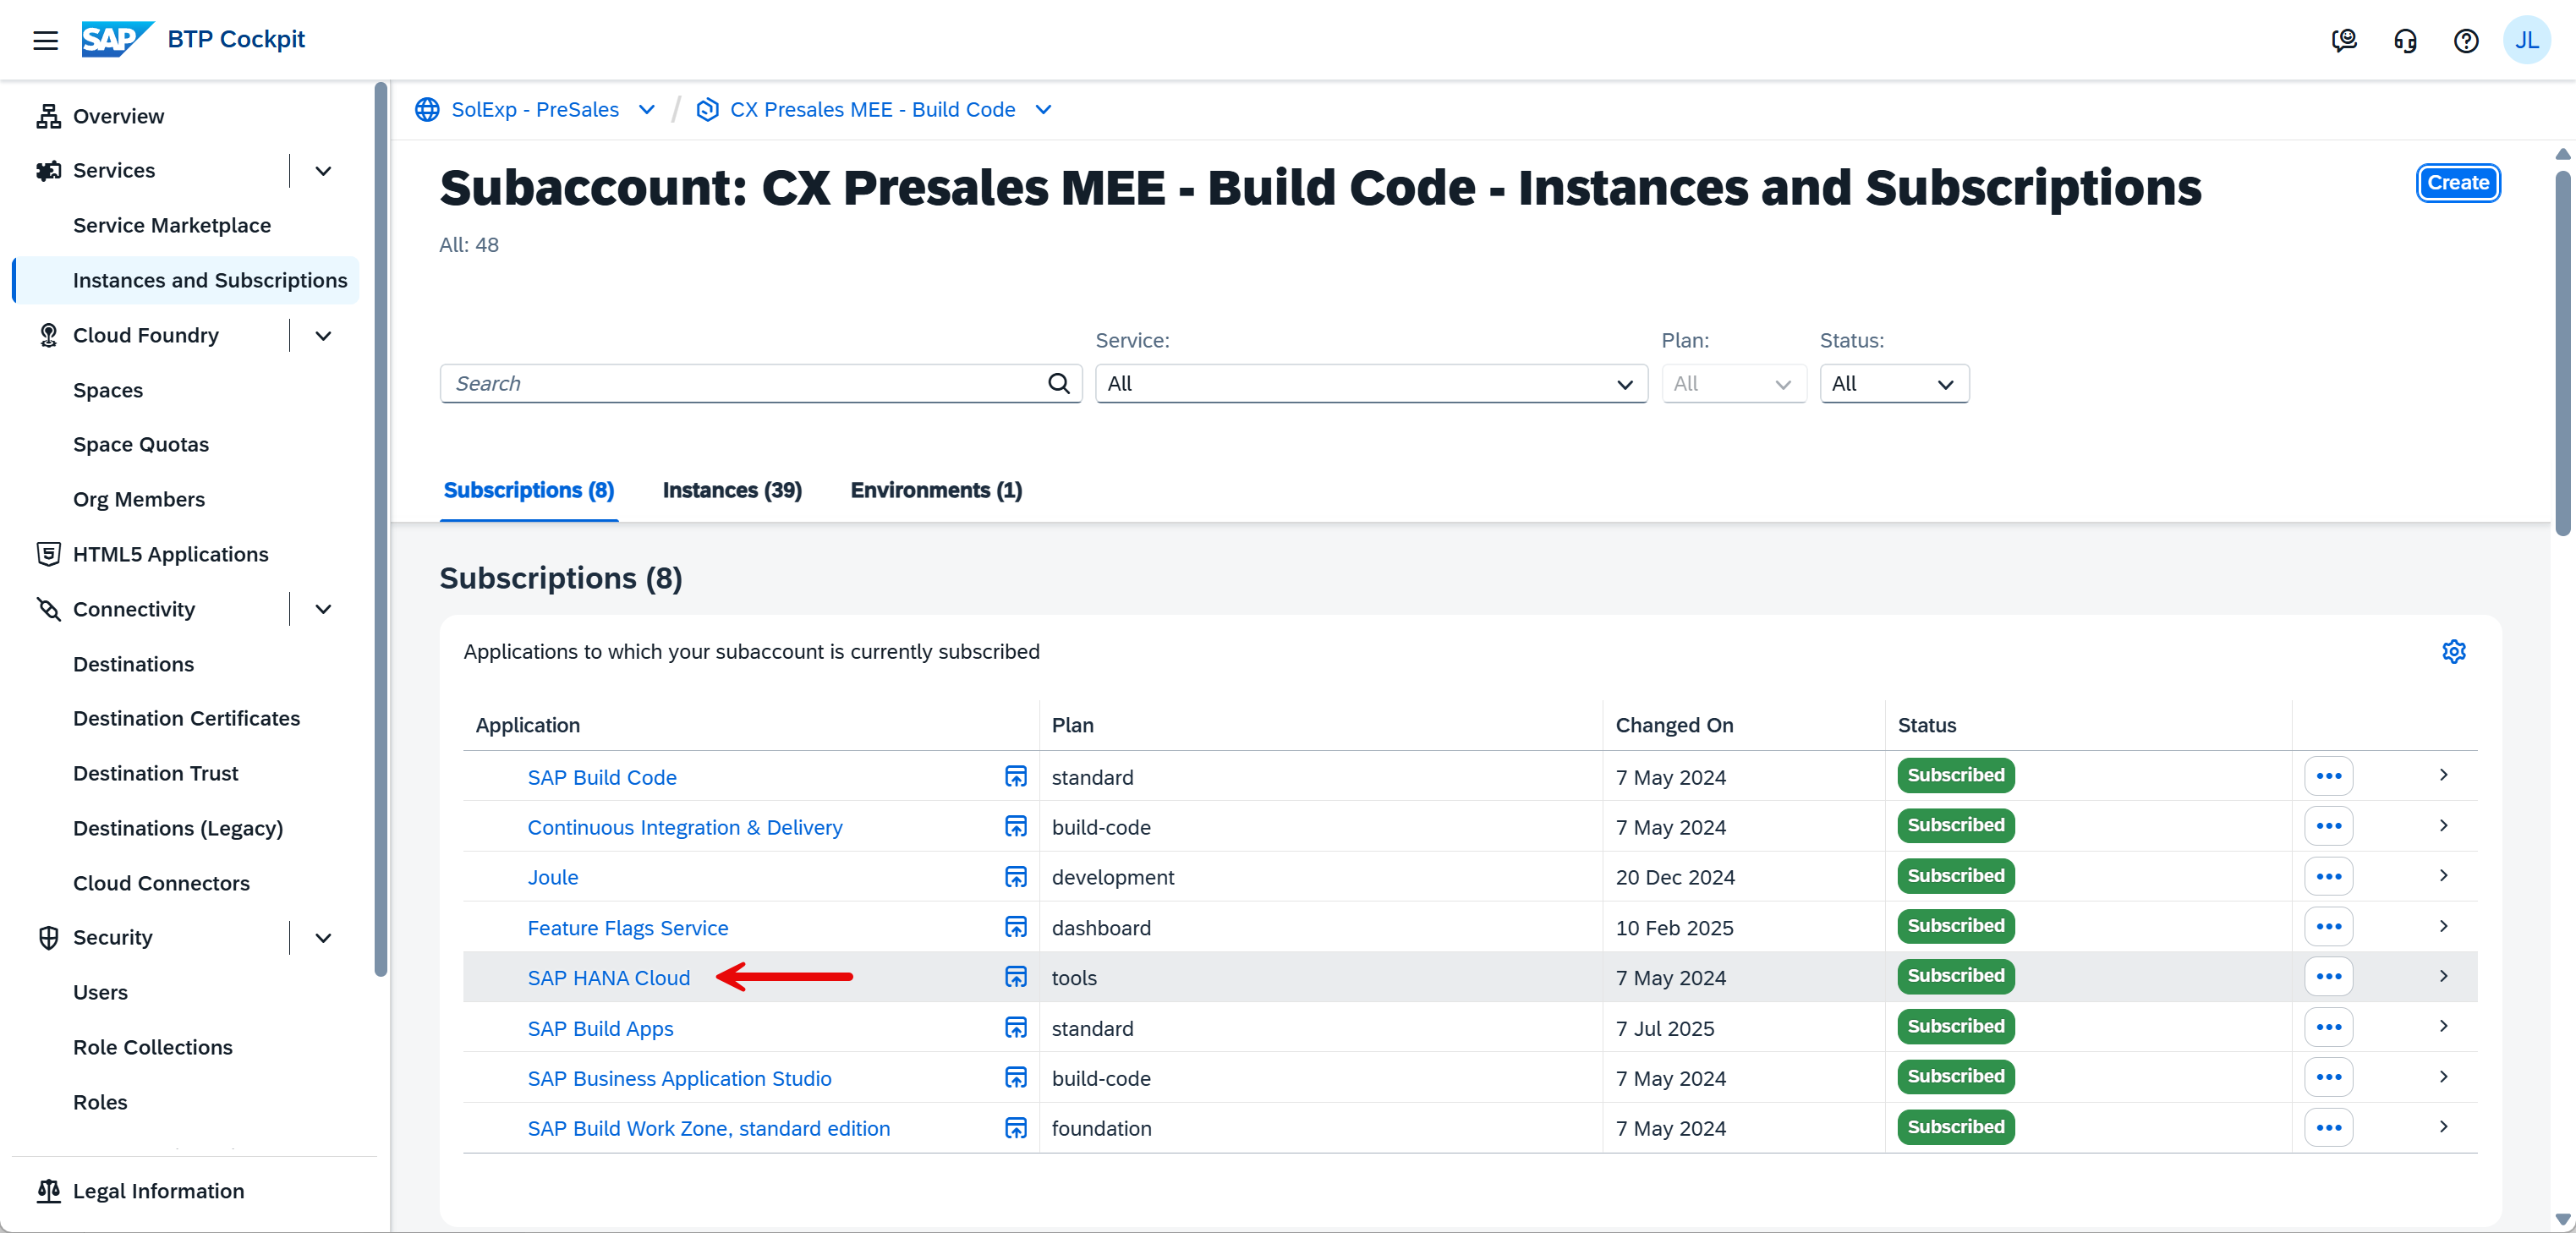 SAP BTP Cockpit JL
Overview
Services
Service Marketplace
Instances and Subscriptions
Cloud Foundry
Spaces
Space Quotas
Org Members
HTML5 Applications
Connectivity
Destinations
Destination Certificates
Destination Trust
Destinations (Legacy)
Cloud Connectors
Security
Users
Role Collections
Roles
Legal Information
SolExp - PreSales / CX Presales MEE - Build Code
Subaccount: CX Presales MEE - Build Code - Instances and Subscriptions
Create
All: 48
Service: Plan: Status:
Search All All All
Subscriptions (8) Instances (39) Environments (1)
Subscriptions (8)
Applications to which your subaccount is currently subscribed
Application Plan Changed On Status
SAP Build Code standard 7 May 2024 Subscribed
Continuous Integration & Delivery build-code 7 May 2024 Subscribed
Joule development 20 Dec 2024 Subscribed
Feature Flags Service dashboard 10 Feb 2025 Subscribed
SAP HANA Cloud tools 7 May 2024 Subscribed
SAP Build Apps standard 7 Jul 2025 Subscribed
SAP Business Application Studio build-code 7 May 2024 Subscribed
SAP Build Work Zone, standard edition foundation 7 May 2024 Subscribed